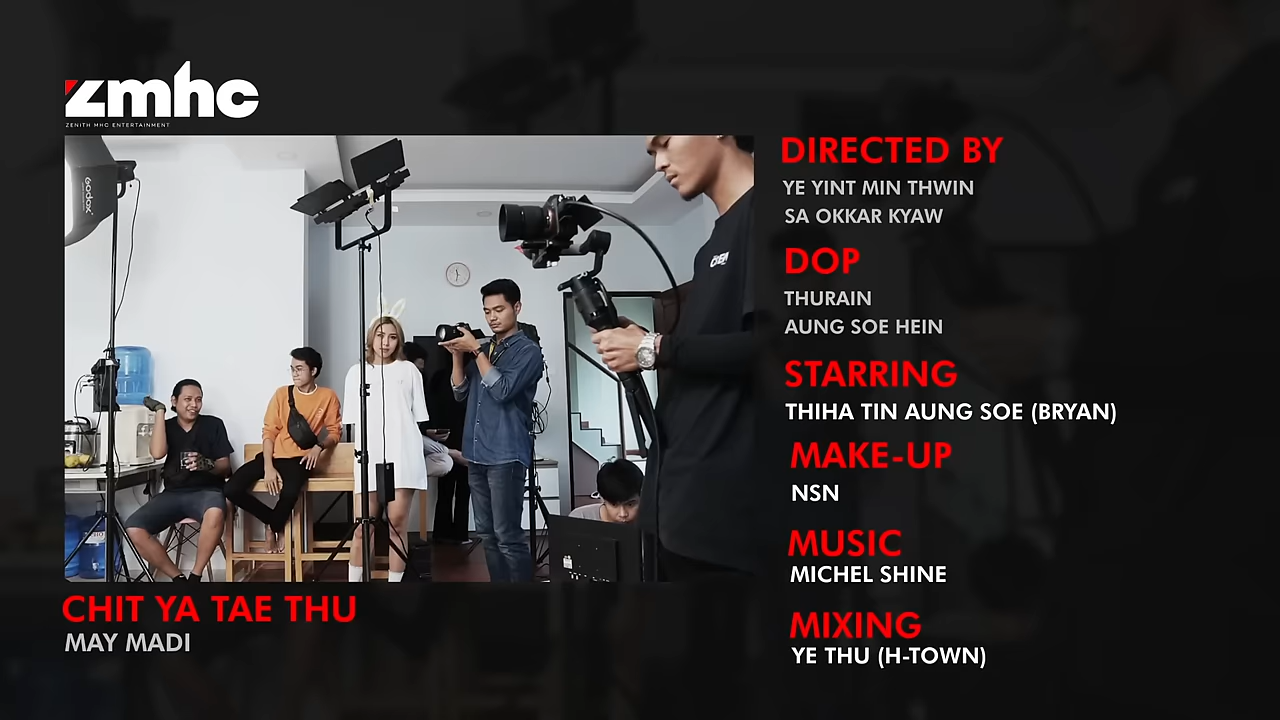 zmhc
ZENITH MHC ENTERTAINMENT
Godox
CHIT YA TAE THU
MAY MADI
DIRECTED BY
YE YINT MIN THWIN
SA OKKAR KYAW
DOP
THURAIN
AUNG SOE HEIN
STARRING
THIHA TIN AUNG SOE (BRYAN)
MAKE-UP
NSN
MUSIC
MICHEL SHINE
MIXING
YE THU (H-TOWN)